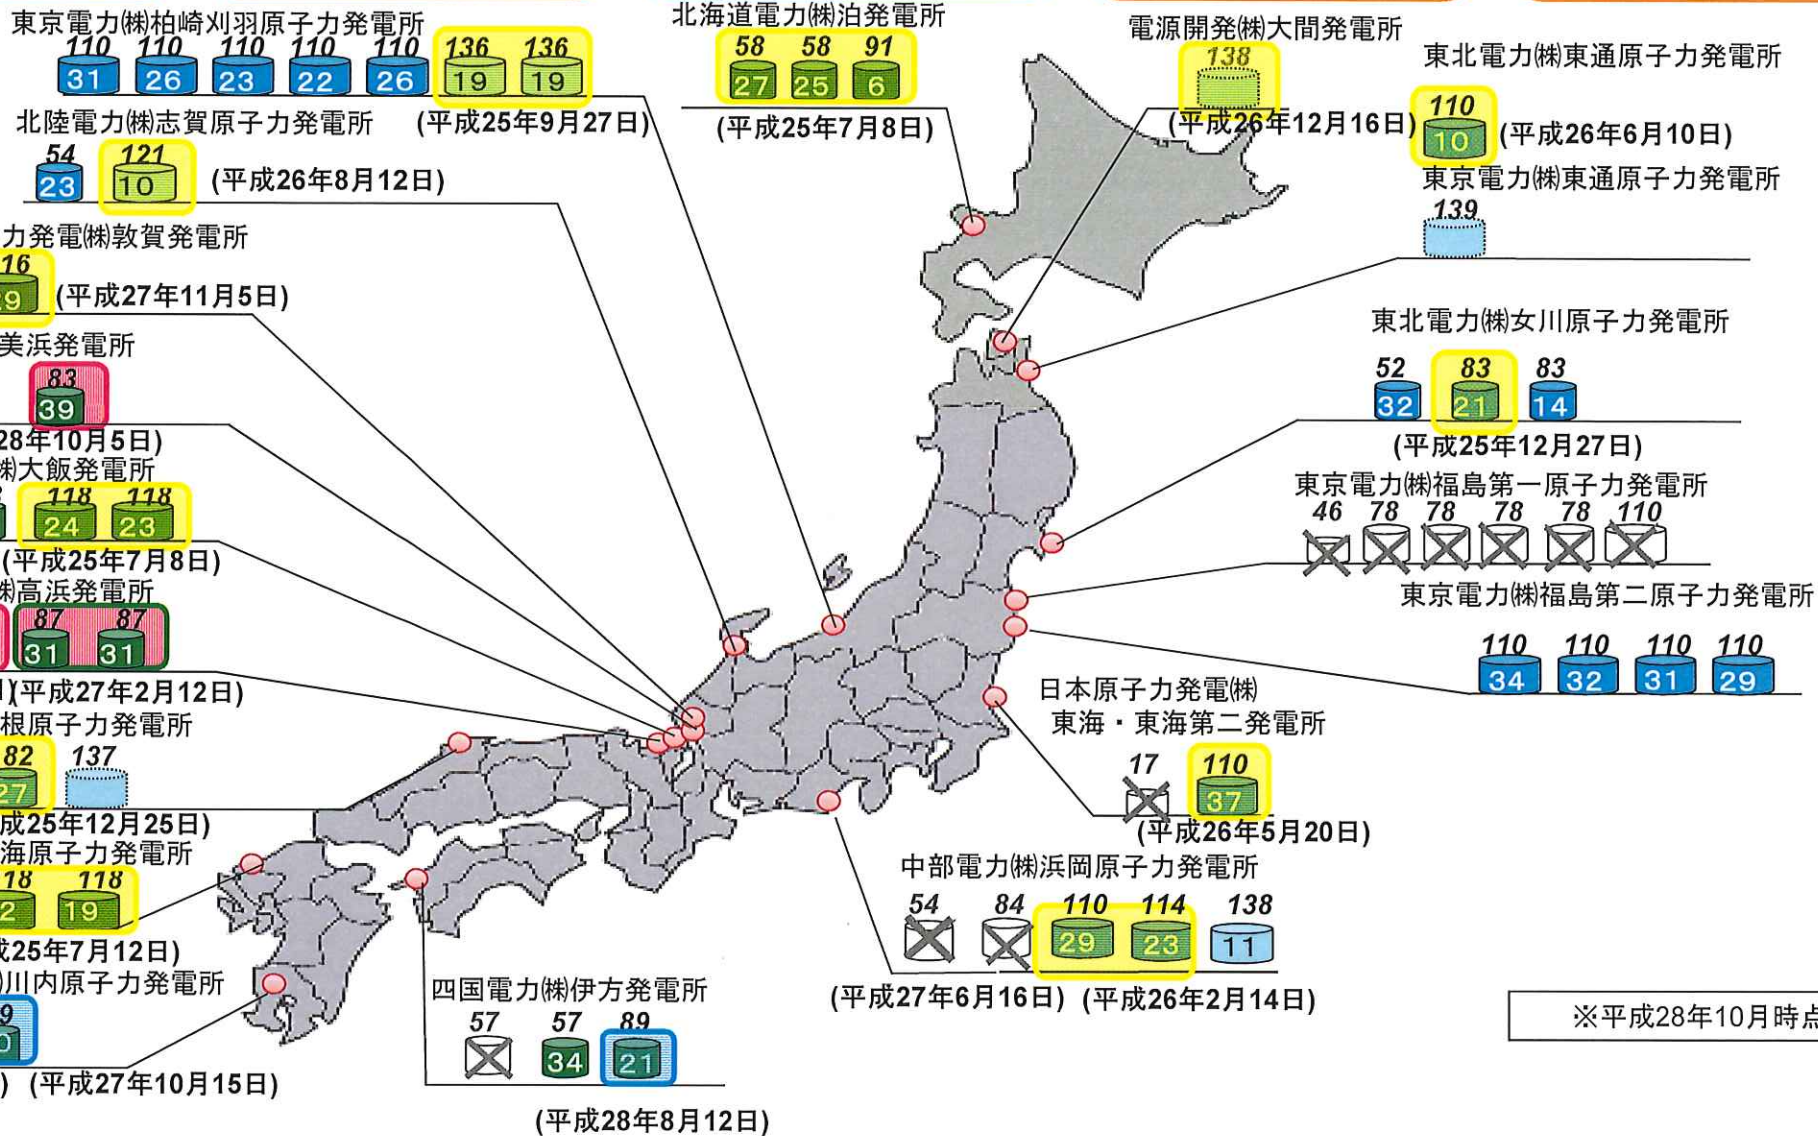 東京電力㈱柏崎刈羽原子力発電所
110 110 110 110 110 136 136
31 26 23 22 26 19 19
(平成25年9月27日)
北陸電力㈱志賀原子力発電所
54 121
23 10
(平成26年8月12日)
力発電㈱敦賀発電所
16
(平成27年11月5日)
美浜発電所
83
39
28年10月5日)
㈱大飯発電所
118 118
24 23
(平成25年7月8日)
㈱高浜発電所
87 87
31 31
(平成27年2月12日)
根原子力発電所
82 137
27
成25年12月25日)
海原子力発電所
18 118
2 19
成25年7月12日)
川内原子力発電所
9
0
) (平成27年10月15日)
北海道電力㈱泊発電所
58 58 91
27 25 6
(平成25年7月8日)
電源開発㈱大間発電所
138
(平成26年12月16日)
東北電力㈱東通原子力発電所
110
10
(平成26年6月10日)
東京電力㈱東通原子力発電所
139
東北電力㈱女川原子力発電所
52 83 83
32 21 14
(平成25年12月27日)
東京電力㈱福島第一原子力発電所
46 78 78 78 78 110
東京電力㈱福島第二原子力発電所
110 110 110 110
34 32 31 29
日本原子力発電㈱
東海・東海第二発電所
17 110
37
(平成26年5月20日)
中部電力㈱浜岡原子力発電所
54 84 110 114 138
29 23 11
(平成27年6月16日) (平成26年2月14日)
四国電力㈱伊方発電所
57 57 89
34 21
(平成28年8月12日)
※平成28年10月時点